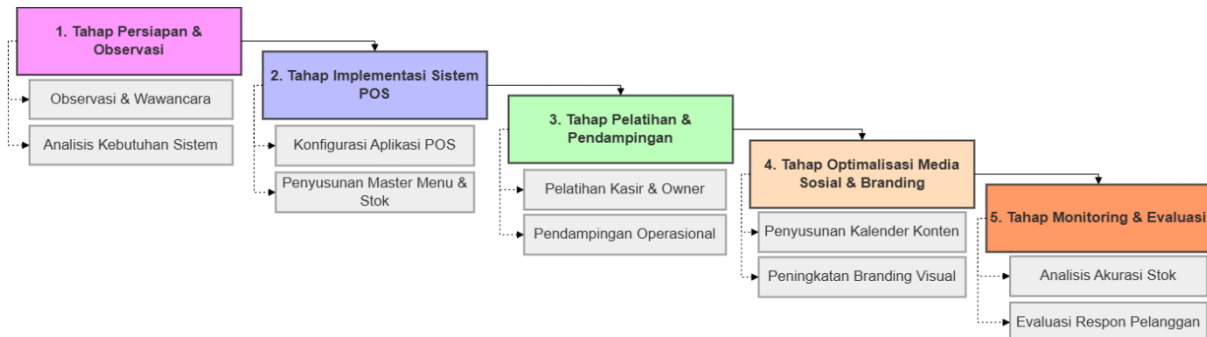 1. Tahap Persiapan &
Observasi
Observasi & Wawancara
Analisis Kebutuhan Sistem
2. Tahap Implementasi Sistem
POS
Konfigurasi Aplikasi POS
Penyusunan Master Menu &
Stok
3. Tahap Pelatihan &
Pendampingan
Pelatihan Kasir & Owner
Pendampingan Operasional
4. Tahap Optimalisasi Media
Sosial & Branding
Penyusunan Kalender Konten
Peningkatan Branding Visual
5. Tahap Monitoring & Evaluasi
Analisis Akurasi Stok
Evaluasi Respon Pelanggan